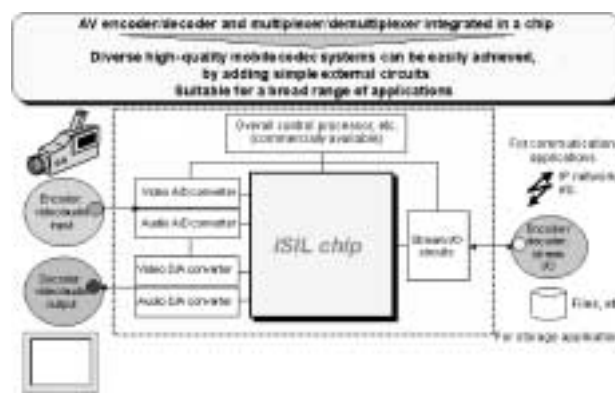 AV encoder/decoder and multiplexer/demultiplexer integrated in a chip
Diverse high-quality mobile codec systems can be easily achieved,
by adding simple external circuits
Suitable for a broad range of applications
Overall control processor, etc.
(commercially available)
For communication
applications
IP network
etc.
Video A/D converter
Audio A/D converter
Video D/A converter
Audio D/A converter
ISIL chip
Stream I/O
circuits
Encoder
video/audio
input
Decoder
video/audio
output
Encoder/
decoder
stream
I/O
Files, et
For storage application